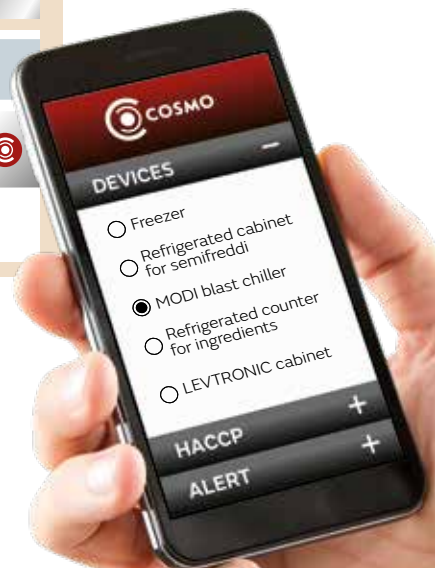 COSMO
DEVICES −
Freezer
Refrigerated cabinet
for semifreddi
MODI blast chiller
Refrigerated counter
for ingredients
LEVTRONIC cabinet
HACCP +
ALERT +